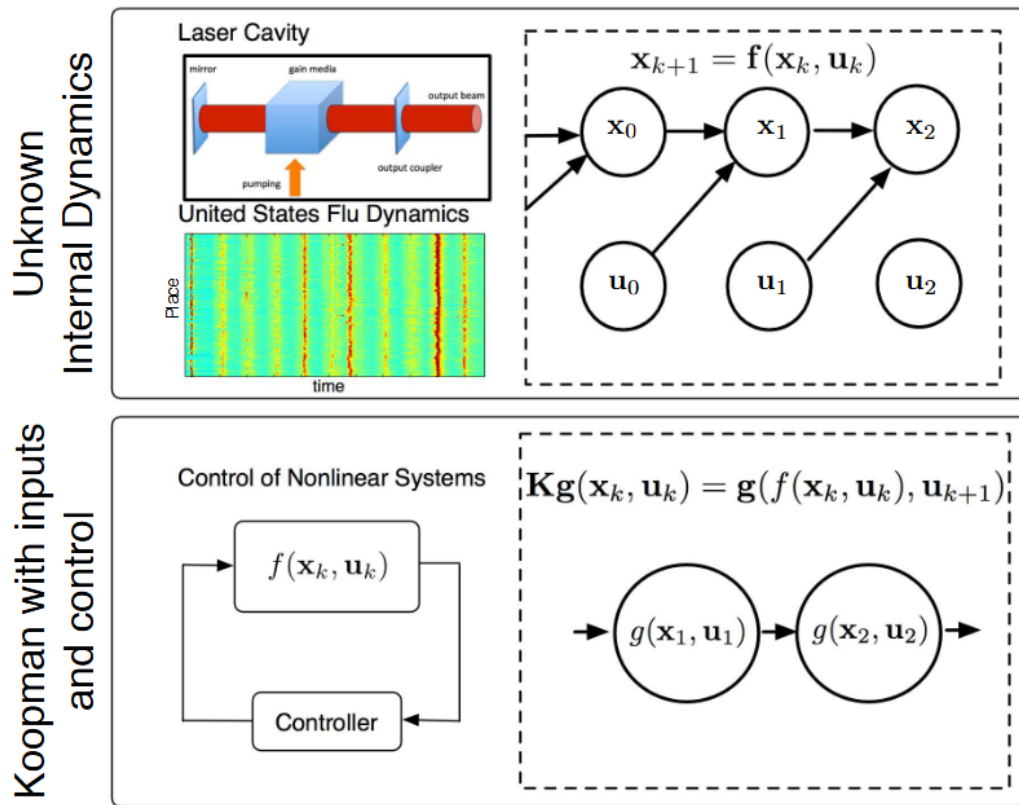 Unknown
Internal Dynamics
Laser Cavity
mirror
gain media
output beam
output coupler
pumping
United States Flu Dynamics
Place
time
x_{k+1} = f(x_k, u_k)
x_0
x_1
x_2
u_0
u_1
u_2
Koopman with inputs
and control
Control of Nonlinear Systems
f(x_k, u_k)
Controller
Kg(x_k, u_k) = g(f(x_k, u_k), u_{k+1})
g(x_1, u_1)
g(x_2, u_2)